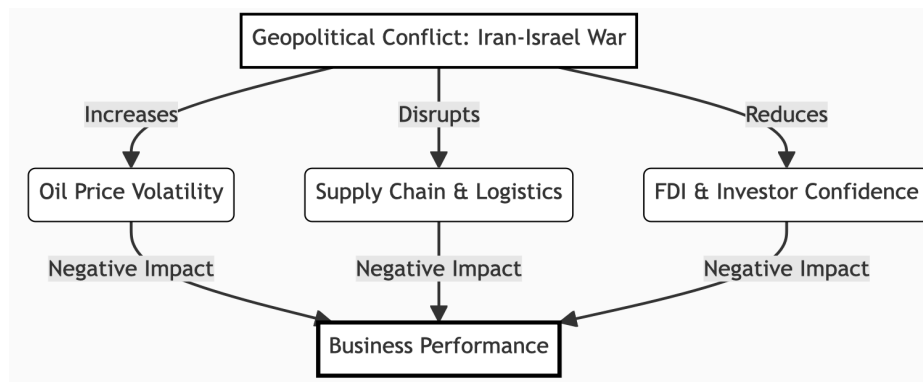 Geopolitical Conflict: Iran-Israel War
Increases
Disrupts
Reduces
Oil Price Volatility
Supply Chain & Logistics
FDI & Investor Confidence
Negative Impact
Negative Impact
Negative Impact
Business Performance